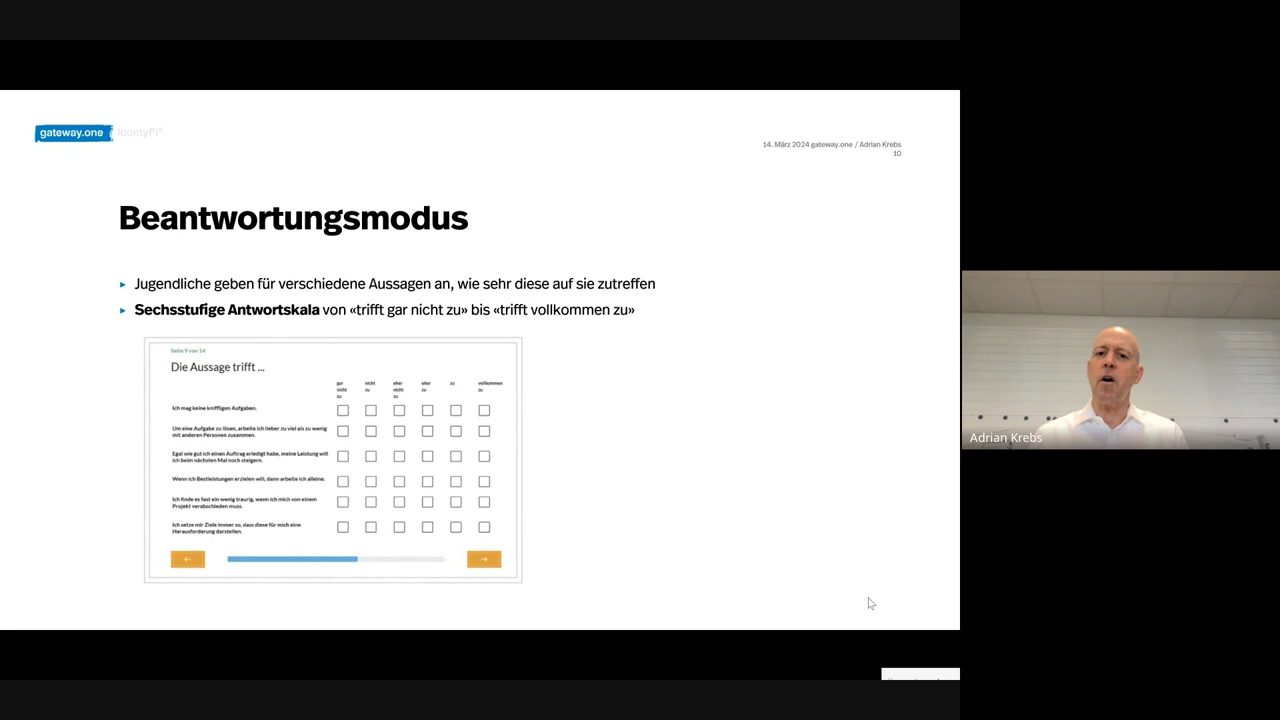 gateway.one IdentyFi
14. März 2024 gateway.one / Adrian Krebs
10
Beantwortungsmodus
▸ Jugendliche geben für verschiedene Aussagen an, wie sehr diese auf sie zutreffen
▸ Sechsstufige Antwortskala von «trifft gar nicht zu» bis «trifft vollkommen zu»
Seite 9 von 14
Die Aussage trifft ...
gar nicht zu
nicht zu
eher nicht zu
eher zu
zu
vollkommen zu
Ich mag keine kniffligen Aufgaben.
Um eine Aufgabe zu lösen, arbeite ich lieber zu viel als zu wenig
mit anderen Personen zusammen.
Egal wie gut ich einen Auftrag erledigt habe, meine Leistung will
ich beim nächsten Mal noch steigern.
Wenn ich Bestleistungen erzielen will, dann arbeite ich alleine.
Ich finde es fast ein wenig traurig, wenn ich mich von einem
Projekt verabschieden muss.
Ich setze mir Ziele immer so, dass diese für mich eine
Herausforderung darstellen.
Adrian Krebs